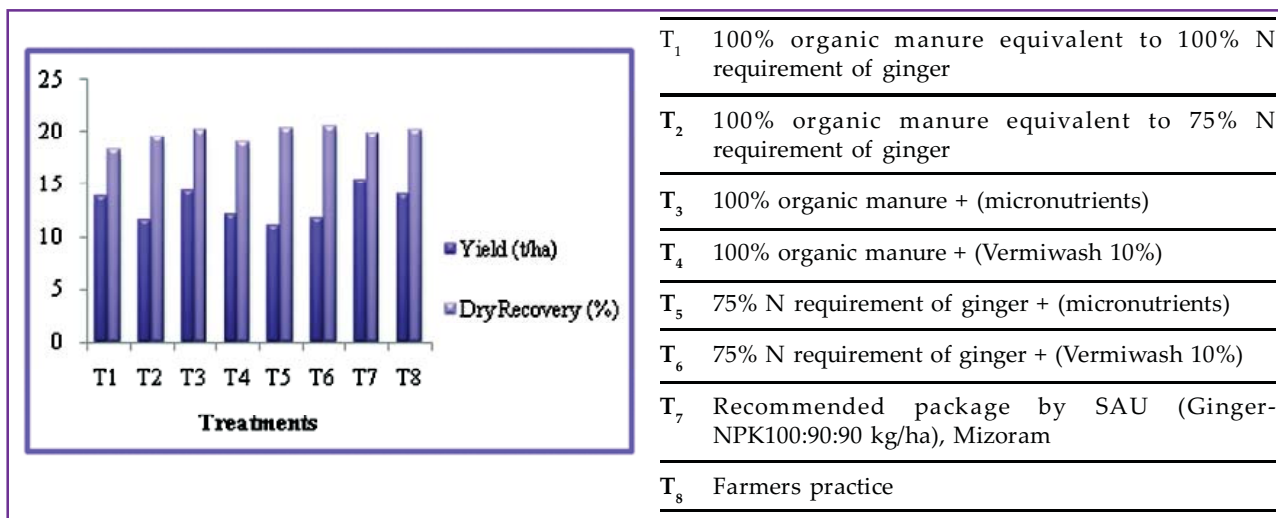 25
20
15
10
5
0
T1 T2 T3 T4 T5 T6 T7 T8
Treatments
Yield (t/ha)
Dry Recovery (%)
T1 100% organic manure equivalent to 100% N
requirement of ginger
T2 100% organic manure equivalent to 75% N
requirement of ginger
T3 100% organic manure + (micronutrients)
T4 100% organic manure + (Vermiwash 10%)
T5 75% N requirement of ginger + (micronutrients)
T6 75% N requirement of ginger + (Vermiwash 10%)
T7 Recommended package by SAU (Ginger-
NPK100:90:90 kg/ha), Mizoram
T8 Farmers practice